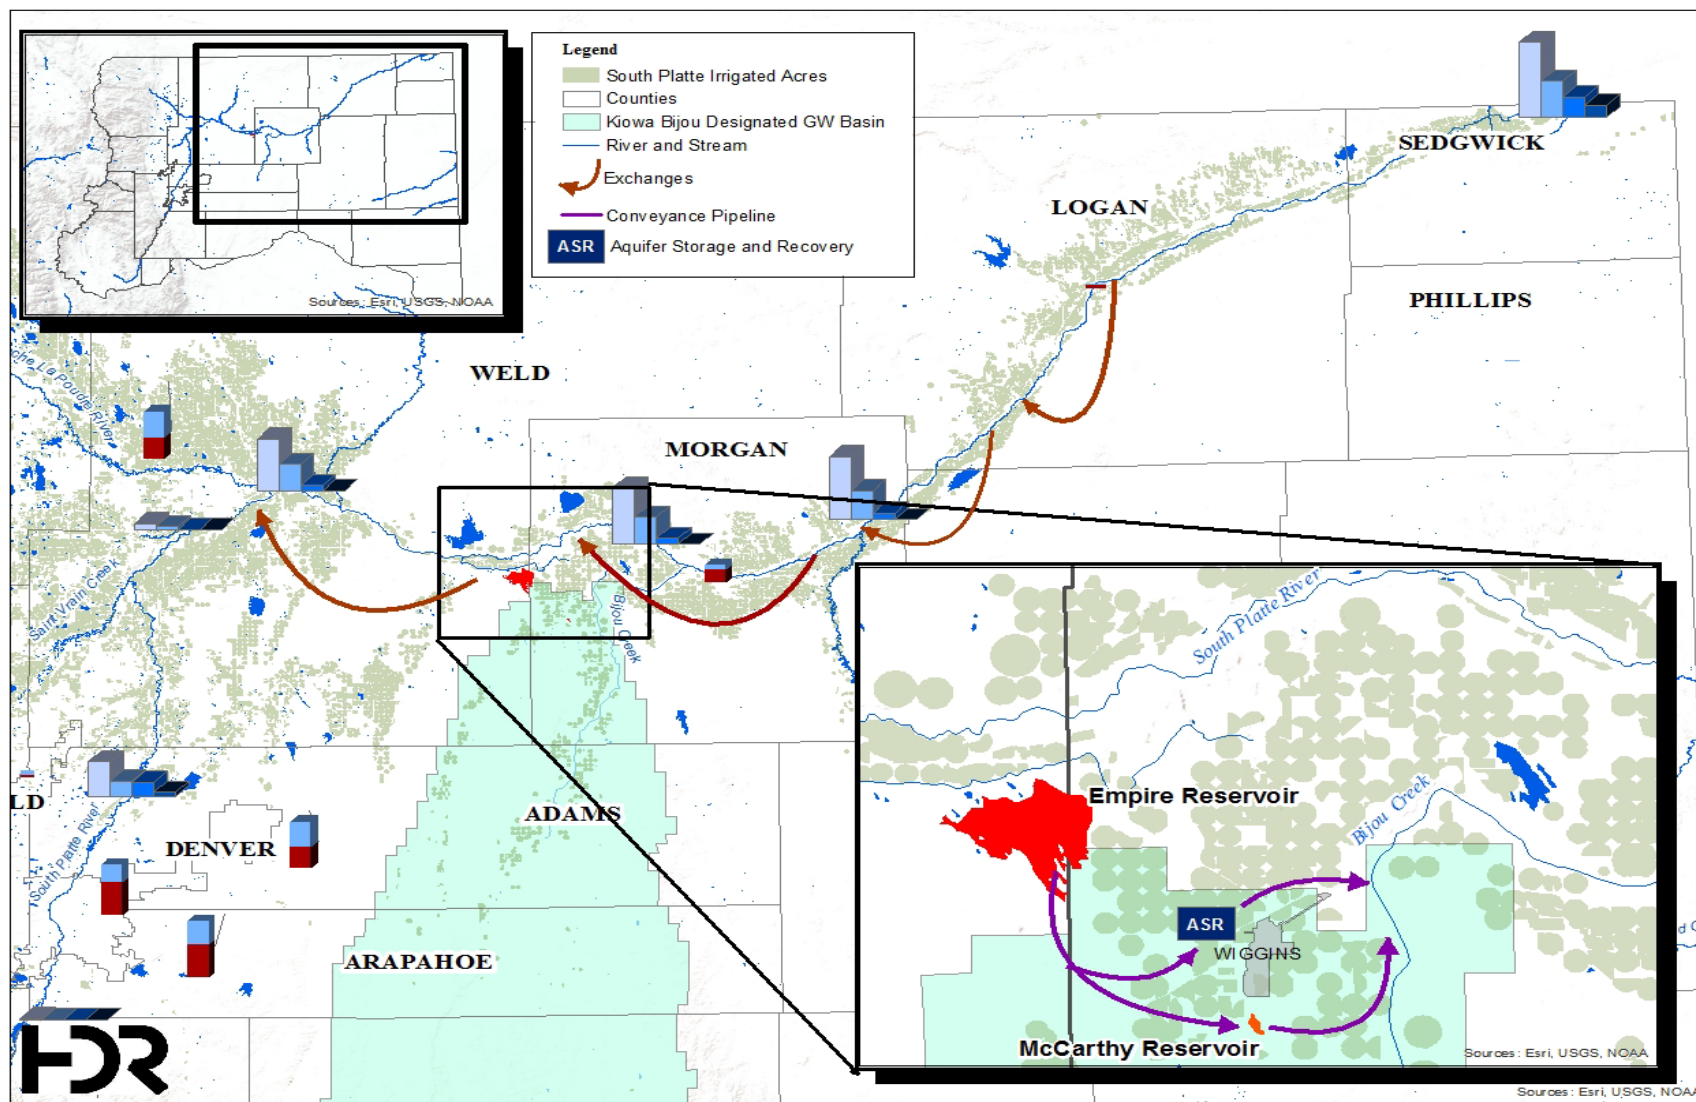 Legend
South Platte Irrigated Acres
Counties
Kiowa Bijou Designated GW Basin
River and Stream
Exchanges
Conveyance Pipeline
ASR Aquifer Storage and Recovery
Sources: Esri, USGS, NOAA
SEDGWICK
LOGAN
PHILLIPS
che La Poudre River
WELD
MORGAN
Saint Vrain Creek
Bijou Creek
LD
ADAMS
DENVER
South Platte River
ARAPAHOE
HDR
South Platte River
Empire Reservoir
Bijou Creek
ASR
WIGGINS
McCarthy Reservoir
Sources: Esri, USGS, NOAA
Sources: Esri, USGS, NOAA